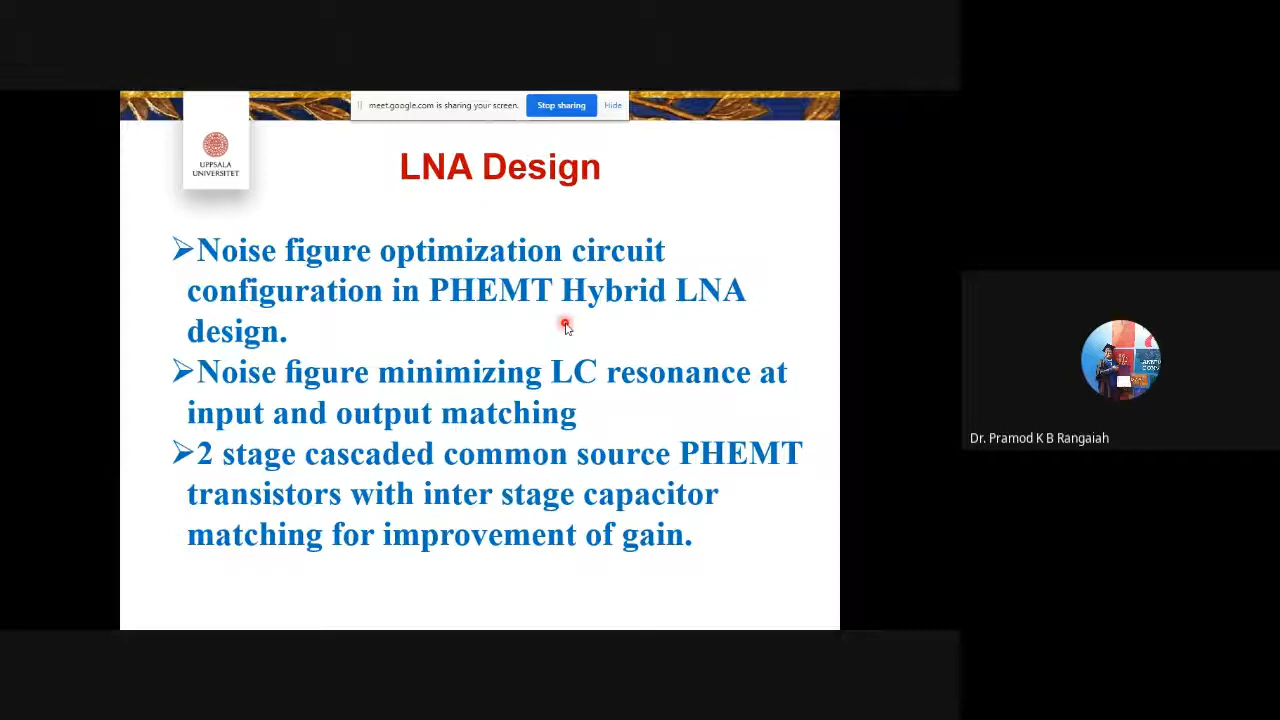 meet.google.com is sharing your screen. Stop sharing Hide
UPPSALA
UNIVERSITET
LNA Design
➢Noise figure optimization circuit
configuration in PHEMT Hybrid LNA
design.
➢Noise figure minimizing LC resonance at
input and output matching
➢2 stage cascaded common source PHEMT
transistors with inter stage capacitor
matching for improvement of gain.
Dr. Pramod K B Rangaiah